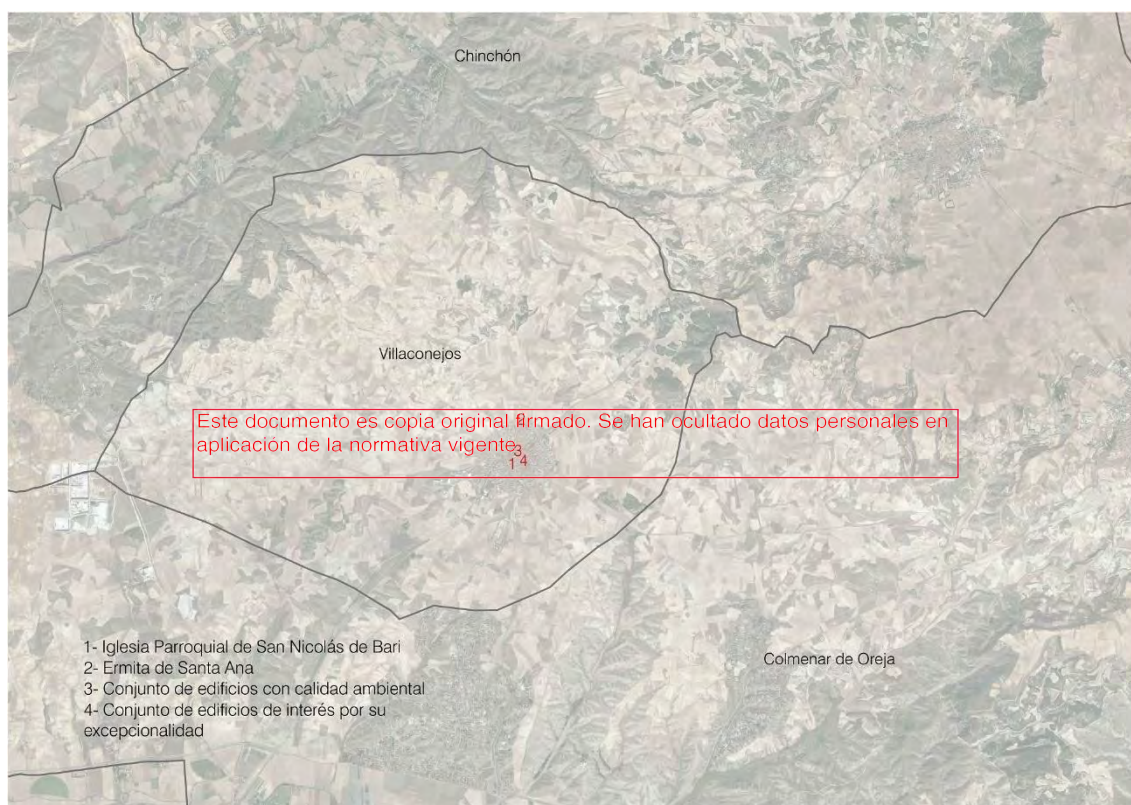 Chinchón
Villaconejos
Este documento es copia original firmado. Se han ocultado datos personales en
aplicación de la normativa vigente
2
3
1 4
1- Iglesia Parroquial de San Nicolás de Bari
2- Ermita de Santa Ana
3- Conjunto de edificios con calidad ambiental
4- Conjunto de edificios de interés por su
excepcionalidad
Colmenar de Oreja